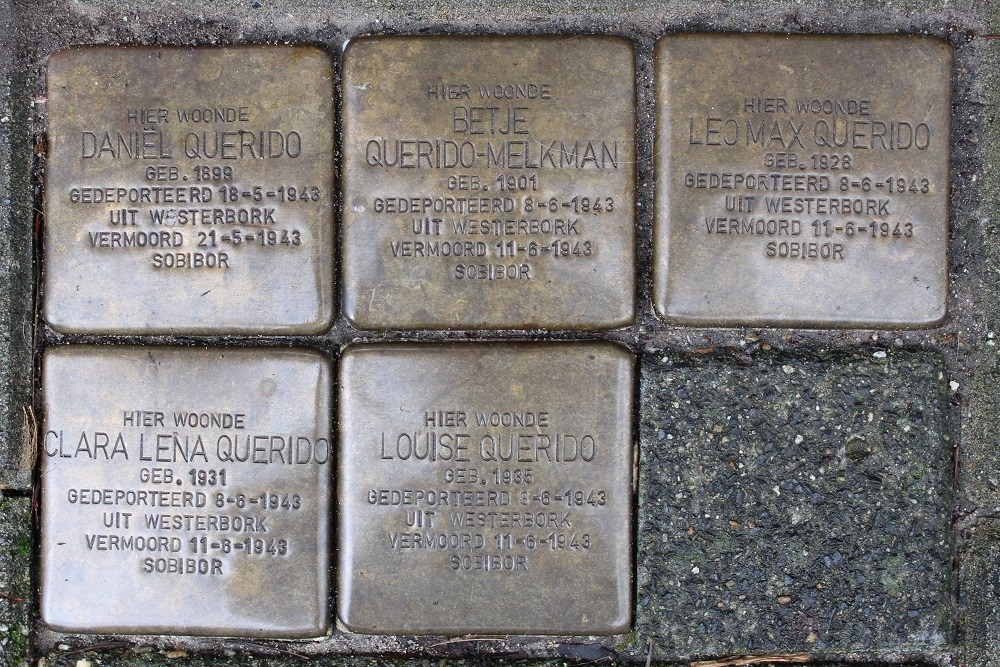 HIER WOONDE
DANIËL QUERIDO
GEB. 1899
GEDEPORTEERD 18-5-1943
UIT WESTERBORK
VERMOORD 21-5-1943
SOBIBOR
HIER WOONDE
BETJE
QUERIDO-MELKMAN
GEB. 1901
GEDEPORTEERD 8-6-1943
UIT WESTERBORK
VERMOORD 11-6-1943
SOBIBOR
HIER WOONDE
LEO MAX QUERIDO
GEB. 1928
GEDEPORTEERD 8-6-1943
UIT WESTERBORK
VERMOORD 11-6-1943
SOBIBOR
HIER WOONDE
CLARA LENA QUERIDO
GEB. 1931
GEDEPORTEERD 8-6-1943
UIT WESTERBORK
VERMOORD 11-6-1943
SOBIBOR
HIER WOONDE
LOUISE QUERIDO
GEB. 1935
GEDEPORTEERD 8-6-1943
UIT WESTERBORK
VERMOORD 11-6-1943
SOBIBOR